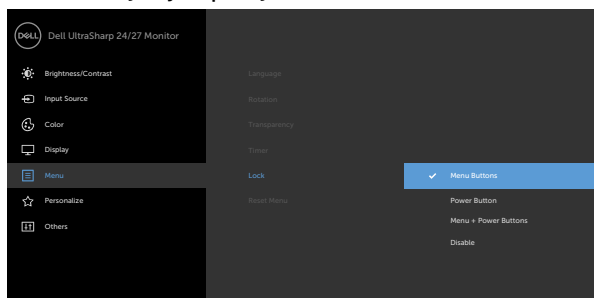 DELL Dell UltraSharp 24/27 Monitor
Brightness/Contrast
Input Source
Color
Display
Menu
Personalize
Others
Language
Rotation
Transparency
Timer
Lock
Reset Menu
Menu Buttons
Power Button
Menu + Power Buttons
Disable